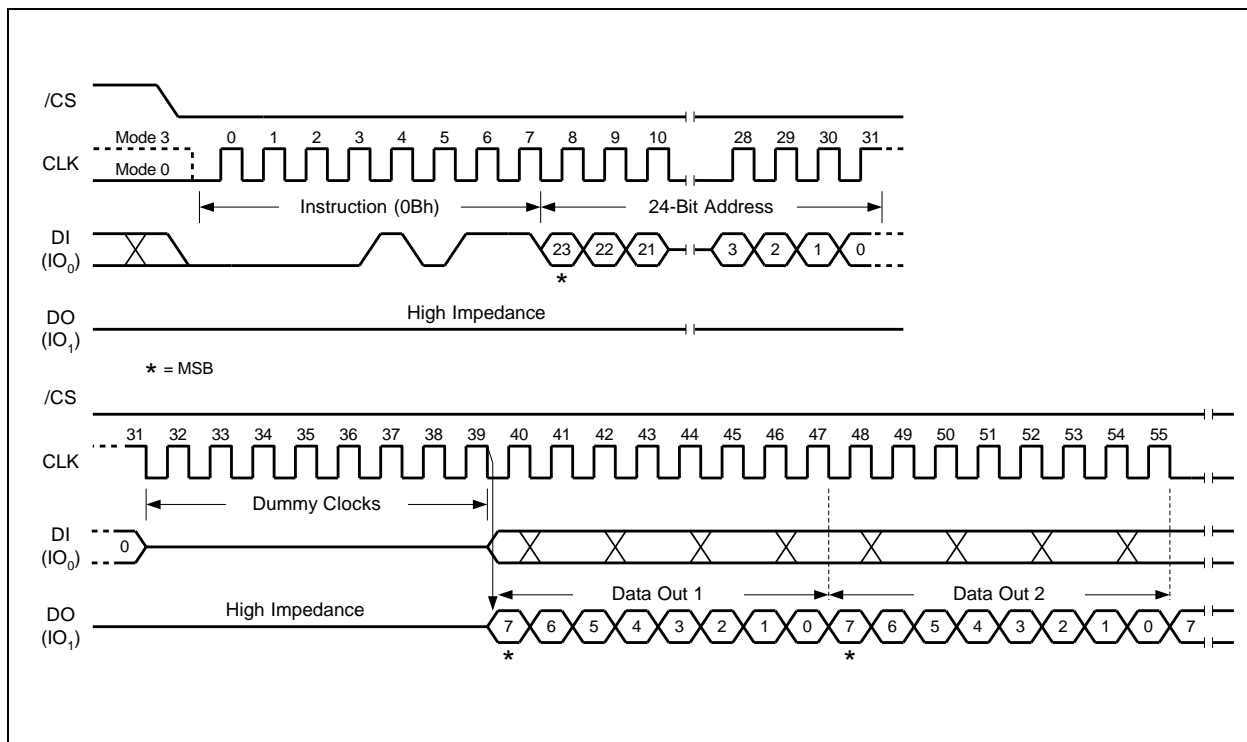 /CS
Mode 3 0 1 2 3 4 5 6 7 8 9 10 28 29 30 31
CLK
Mode 0
Instruction (0Bh) 24-Bit Address
DI
(IO0) 23 22 21 3 2 1 0
*
DO High Impedance
(IO1)
* = MSB
/CS
31 32 33 34 35 36 37 38 39 40 41 42 43 44 45 46 47 48 49 50 51 52 53 54 55
CLK
Dummy Clocks
DI
(IO0) 0
Data Out 1 Data Out 2
DO High Impedance
(IO1) 7 6 5 4 3 2 1 0 7 6 5 4 3 2 1 0 7
* *